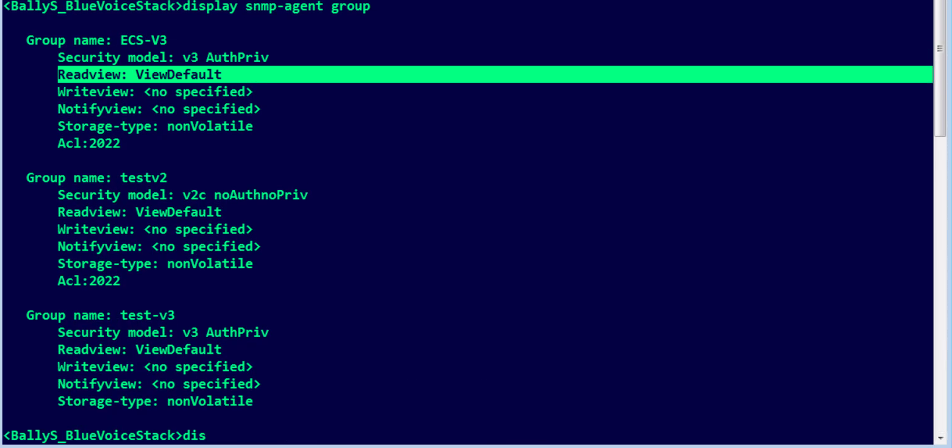 <BallyS_BlueVoiceStack>display snmp-agent group
Group name: ECS-V3
Security model: v3 AuthPriv
Readview: ViewDefault
Writeview: <no specified>
Notifyview: <no specified>
Storage-type: nonVolatile
Acl:2022
Group name: testv2
Security model: v2c noAuthnoPriv
Readview: ViewDefault
Writeview: <no specified>
Notifyview: <no specified>
Storage-type: nonVolatile
Acl:2022
Group name: test-v3
Security model: v3 AuthPriv
Readview: ViewDefault
Writeview: <no specified>
Notifyview: <no specified>
Storage-type: nonVolatile
<BallyS_BlueVoiceStack>dis